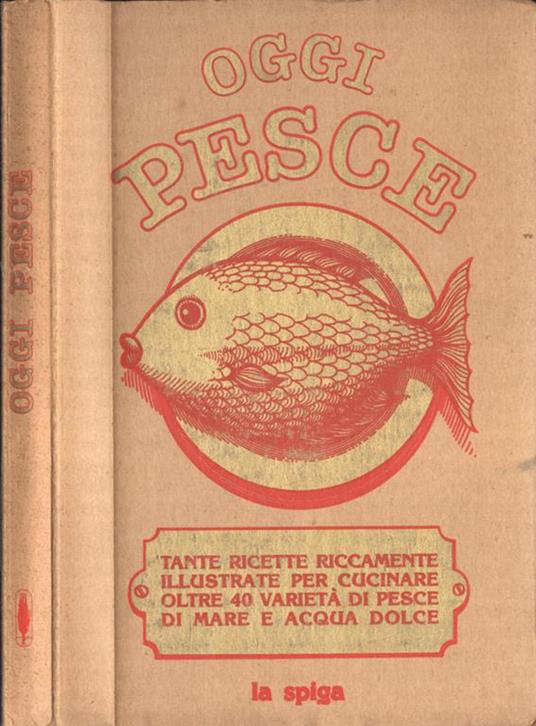 OGGI PESCE
OGGI
PESCE
TANTE RICETTE RICCAMENTE
ILLUSTRATE PER CUCINARE
OLTRE 40 VARIETÀ DI PESCE
DI MARE E ACQUA DOLCE
la spiga